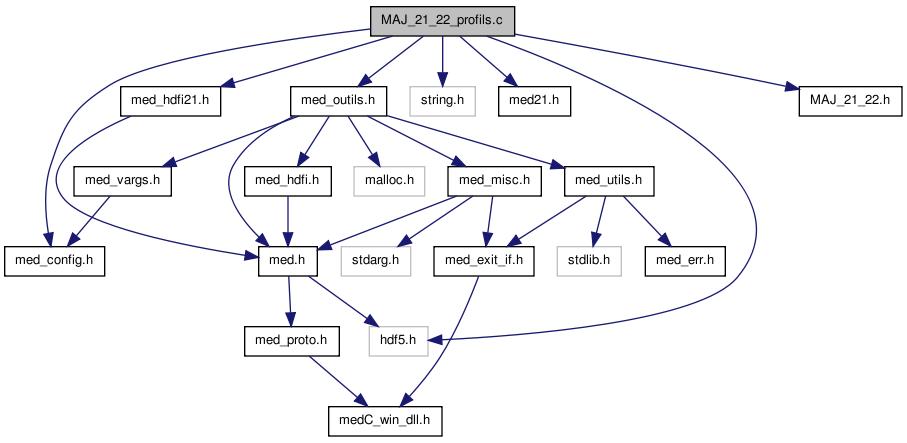 MAJ_21_22_profils.c
med_hdfi21.h
med_outils.h
string.h
med21.h
MAJ_21_22.h
med_vargs.h
med_hdfi.h
malloc.h
med_misc.h
med_utils.h
med_config.h
med.h
stdarg.h
med_exit_if.h
stdlib.h
med_err.h
med_proto.h
hdf5.h
medC_win_dll.h